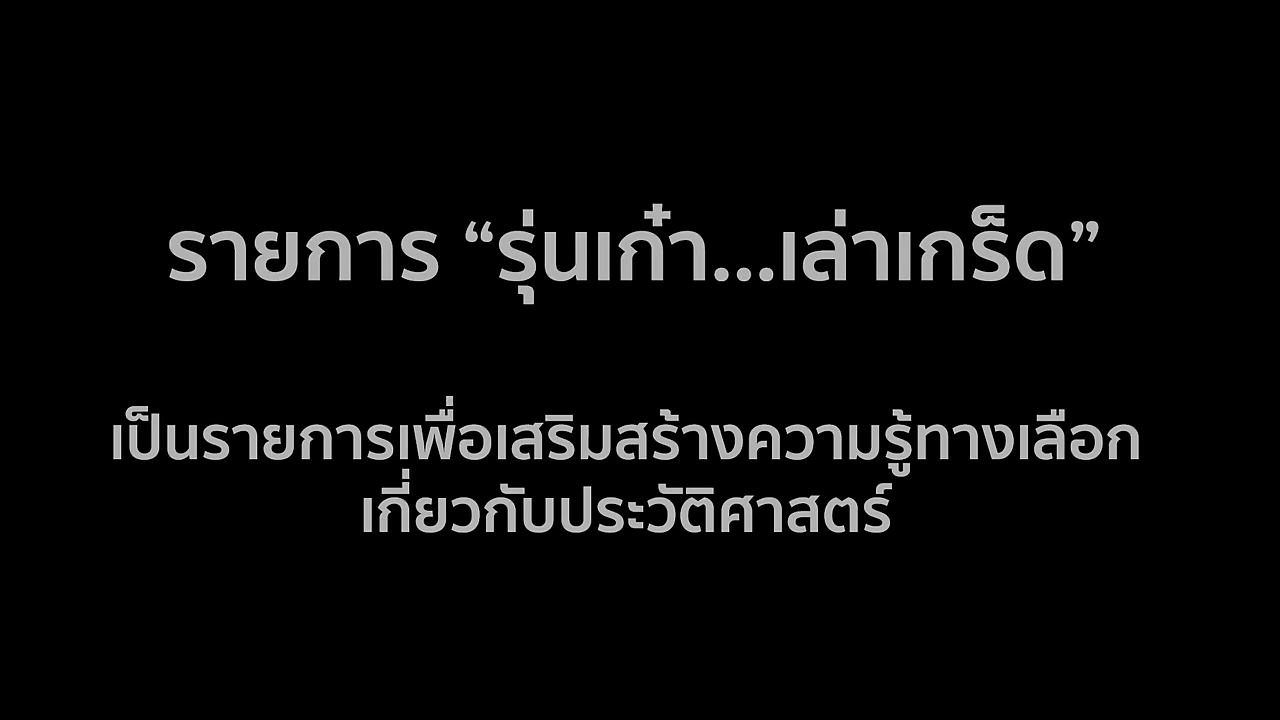 รายการ “รุ่นเก๋า...เล่าเกร็ด”
เป็นรายการเพื่อเสริมสร้างความรู้ทางเลือก
เกี่ยวกับประวัติศาสตร์